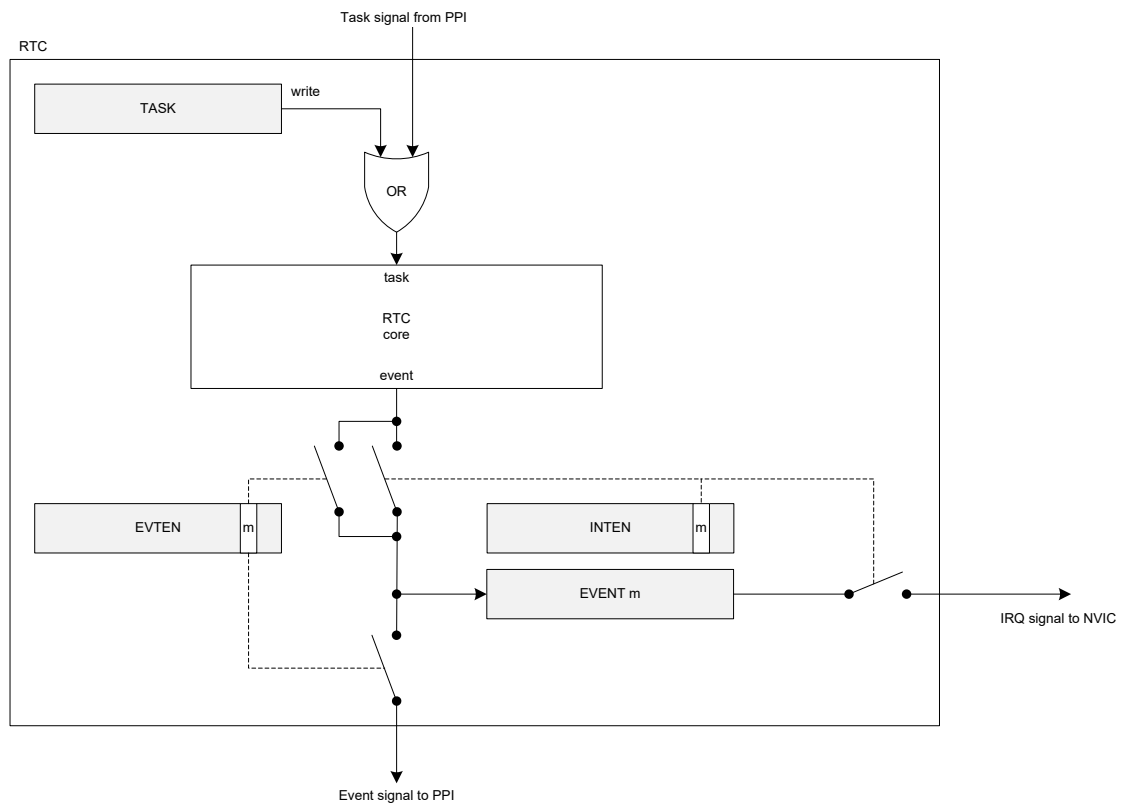 Task signal from PPI
RTC
write
TASK
OR
task
RTC
core
event
EVTEN
m
INTEN
m
EVENT m
IRQ signal to NVIC
Event signal to PPI